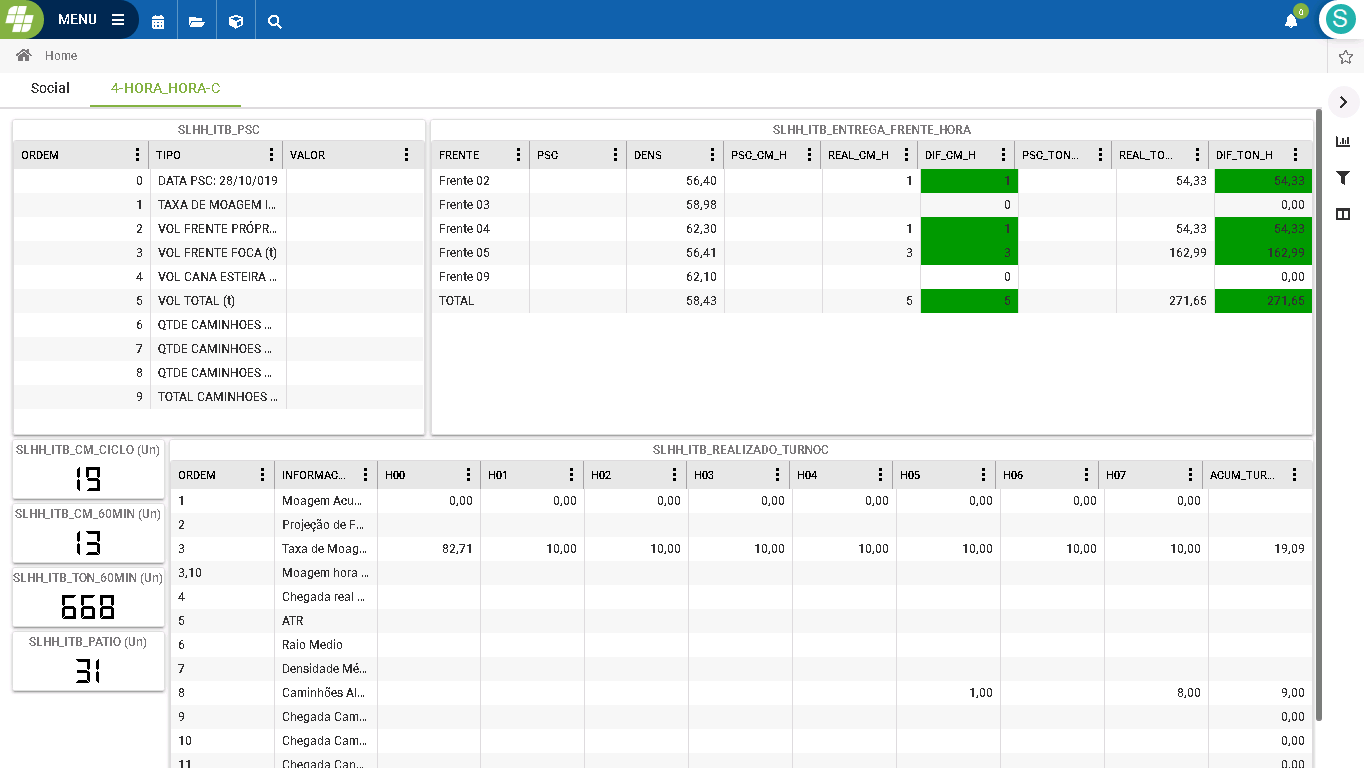 MENU
0
S
Home
Social 4-HORA_HORA-C
SLHH_ITB_PSC
ORDEM TIPO VALOR
0 DATA PSC: 28/10/019
1 TAXA DE MOAGEM I...
2 VOL FRENTE PRÓPR...
3 VOL FRENTE FOCA (t)
4 VOL CANA ESTEIRA ...
5 VOL TOTAL (t)
6 QTDE CAMINHOES ...
7 QTDE CAMINHOES ...
8 QTDE CAMINHOES ...
9 TOTAL CAMINHOES ...
SLHH_ITB_ENTREGA_FRENTE_HORA
FRENTE PSC DENS PSC_CM_H REAL_CM_H DIF_CM_H PSC_TON... REAL_TO... DIF_TON_H
Frente 02 56,40 1 1 54,33 54,33
Frente 03 58,98 0 0,00
Frente 04 62,30 1 1 54,33 54,33
Frente 05 56,41 3 3 162,99 162,99
Frente 09 62,10 0 0,00
TOTAL 58,43 5 5 271,65 271,65
SLHH_ITB_CM_CICLO (Un)
19
SLHH_ITB_CM_60MIN (Un)
13
SLHH_ITB_TON_60MIN (Un)
668
SLHH_ITB_PATIO (Un)
31
SLHH_ITB_REALIZADO_TURNOC
ORDEM INFORMAC... H00 H01 H02 H03 H04 H05 H06 H07 ACUM_TUR...
1 Moagem Acu... 0,00 0,00 0,00 0,00 0,00 0,00 0,00 0,00
2 Projeção de F...
3 Taxa de Moag... 82,71 10,00 10,00 10,00 10,00 10,00 10,00 10,00 19,09
3,10 Moagem hora ...
4 Chegada real ...
5 ATR
6 Raio Medio
7 Densidade Mé...
8 Caminhões Al... 1,00 8,00 9,00
9 Chegada Cam... 0,00
10 Chegada Cam... 0,00
11 Chegada Can... 0,00